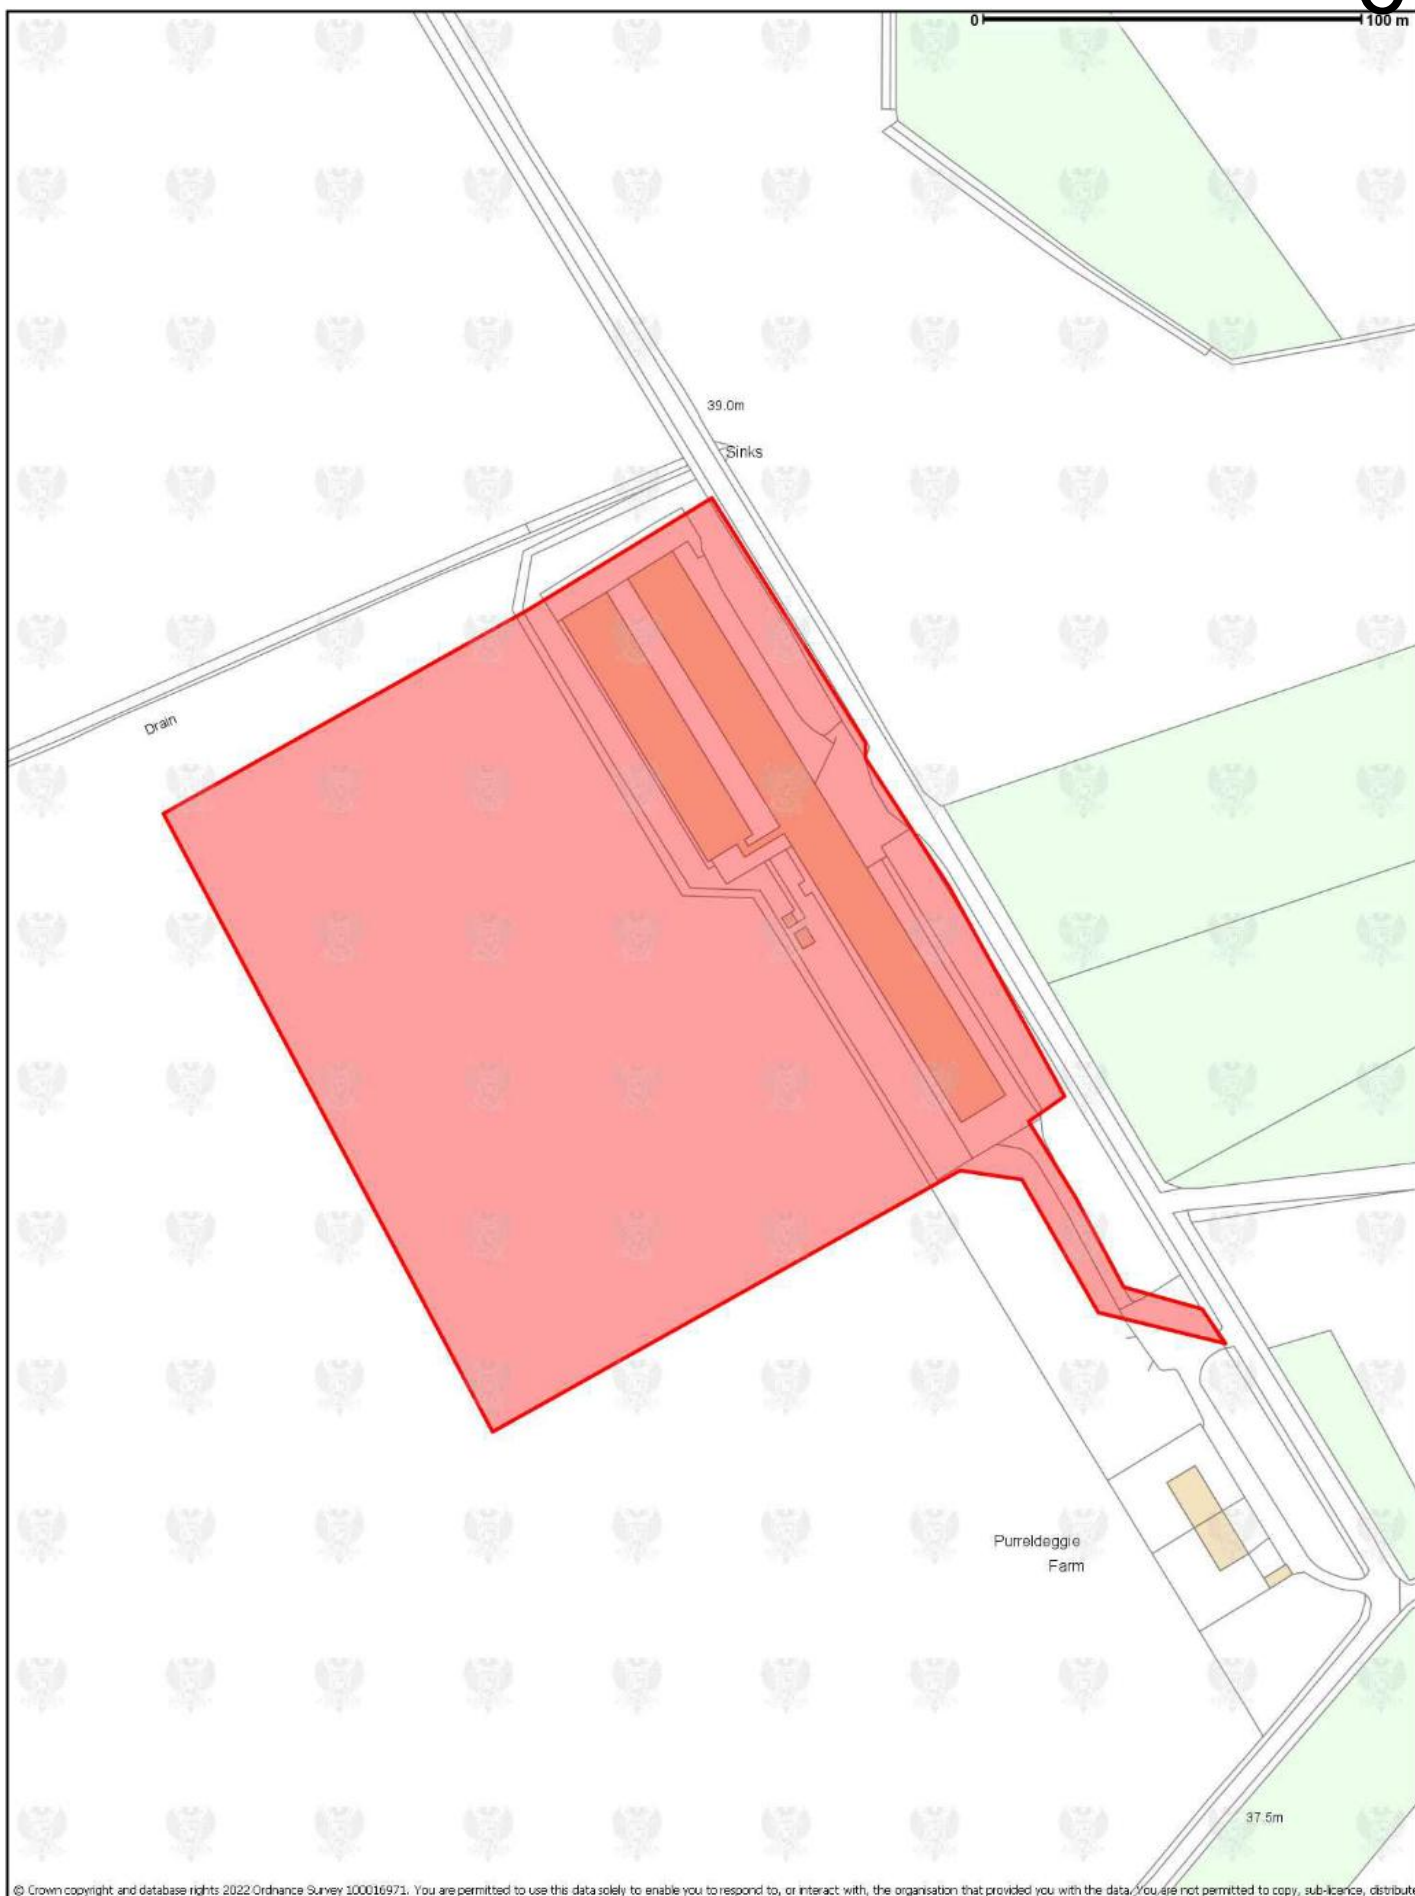 0 100 m
39.0m
Sinks
Drain
Purreldeggie
Farm
37.5m
© Crown copyright and database rights 2022 Ordnance Survey 100016971. You are permitted to use this data solely to enable you to respond to, or interact with, the organisation that provided you with the data. You are not permitted to copy, sub-licence, distribute